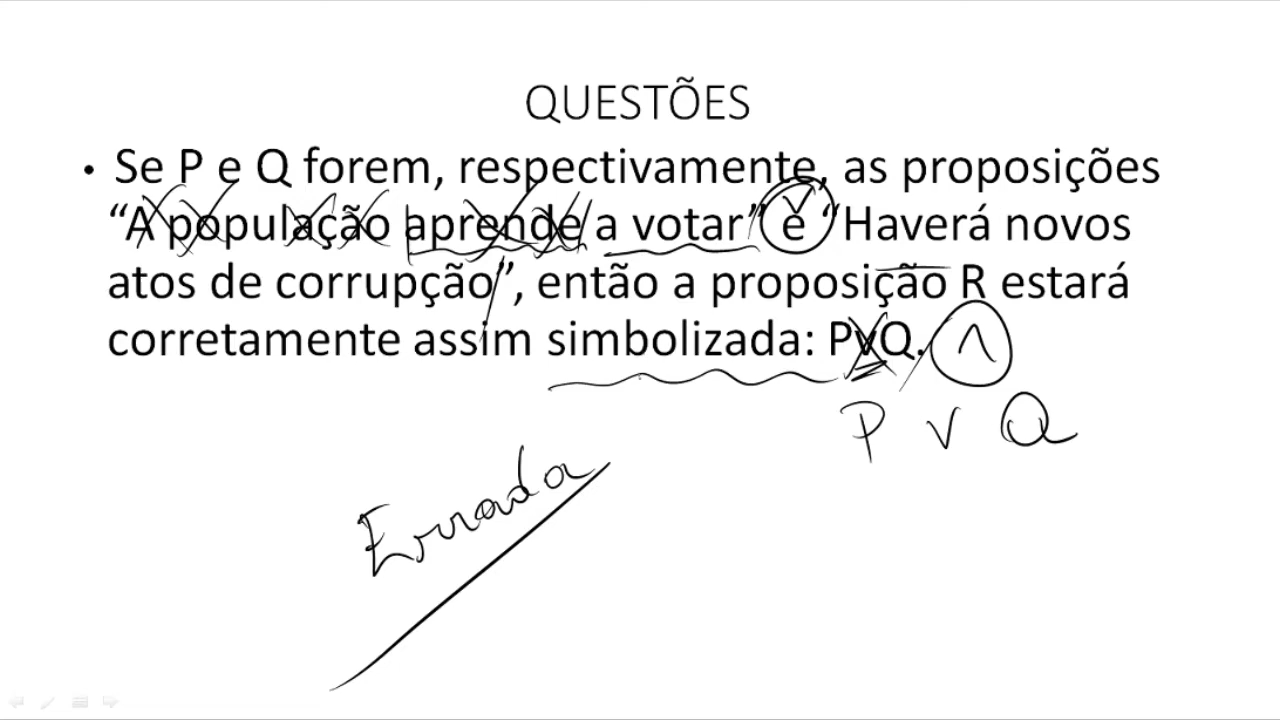 QUESTÕES
• Se P e Q forem, respectivamente, as proposições
“A população aprende a votar” e “Haverá novos
atos de corrupção”, então a proposição R estará
corretamente assim simbolizada: PvQ.
^
P v Q
Errada